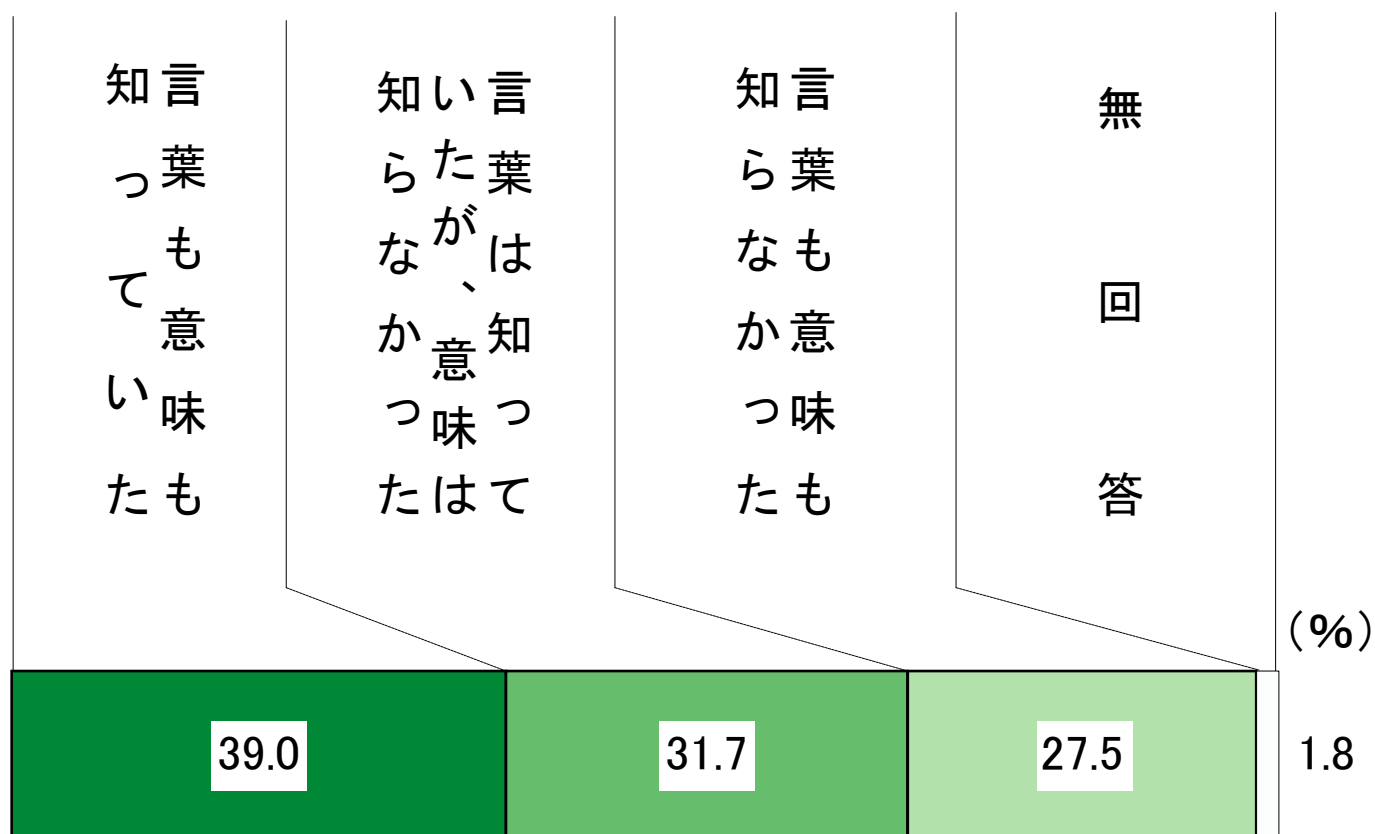 言葉も意味も
知っていた
言葉は知って
いたが、意味は
知らなかった
言葉も意味も
知らなかった
無回答
(%)
39.0
31.7
27.5
1.8